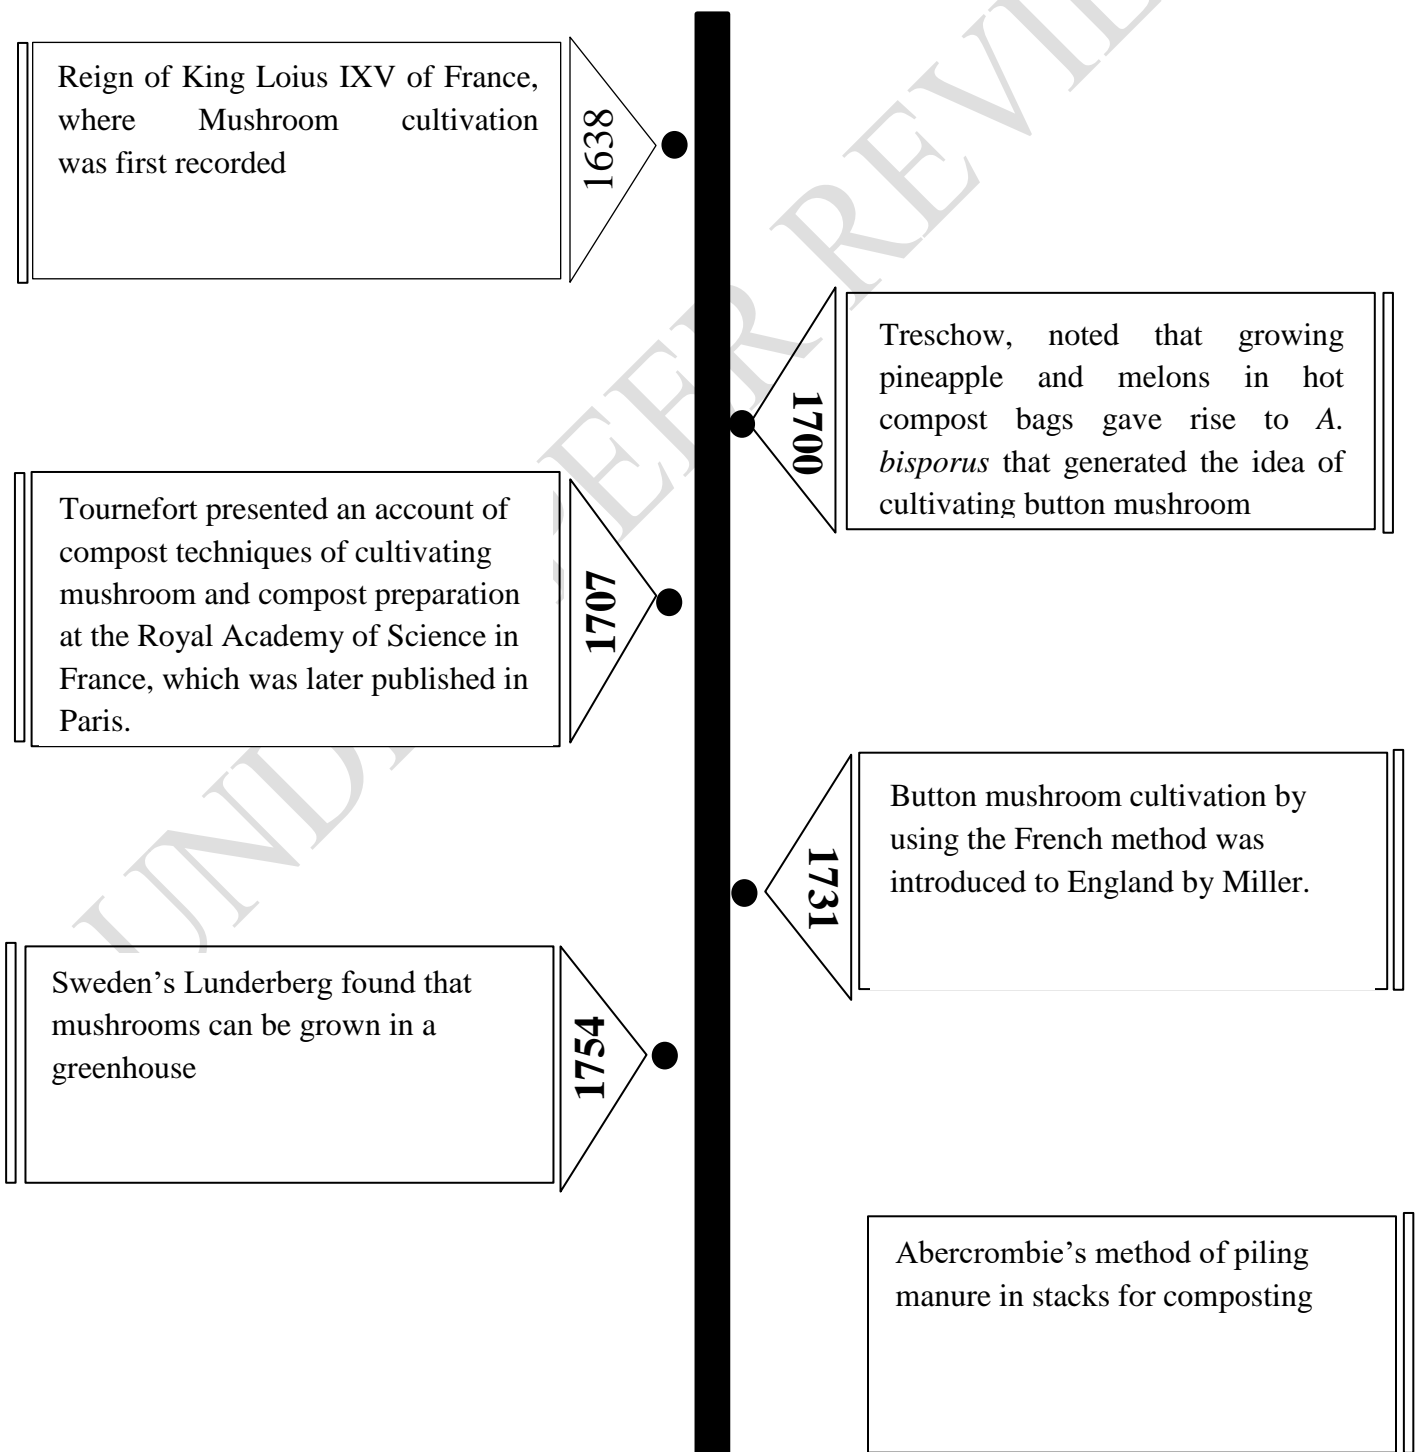 Reign of King Loius IXV of France,
where Mushroom cultivation
was first recorded
1638
Treschow, noted that growing
pineapple and melons in hot
compost bags gave rise to A.
bisporus that generated the idea of
cultivating button mushroom
1700
Tournefort presented an account of
compost techniques of cultivating
mushroom and compost preparation
at the Royal Academy of Science in
France, which was later published in
Paris.
1707
Button mushroom cultivation by
using the French method was
introduced to England by Miller.
1731
Sweden’s Lunderberg found that
mushrooms can be grown in a
greenhouse
1754
Abercrombie’s method of piling
manure in stacks for composting